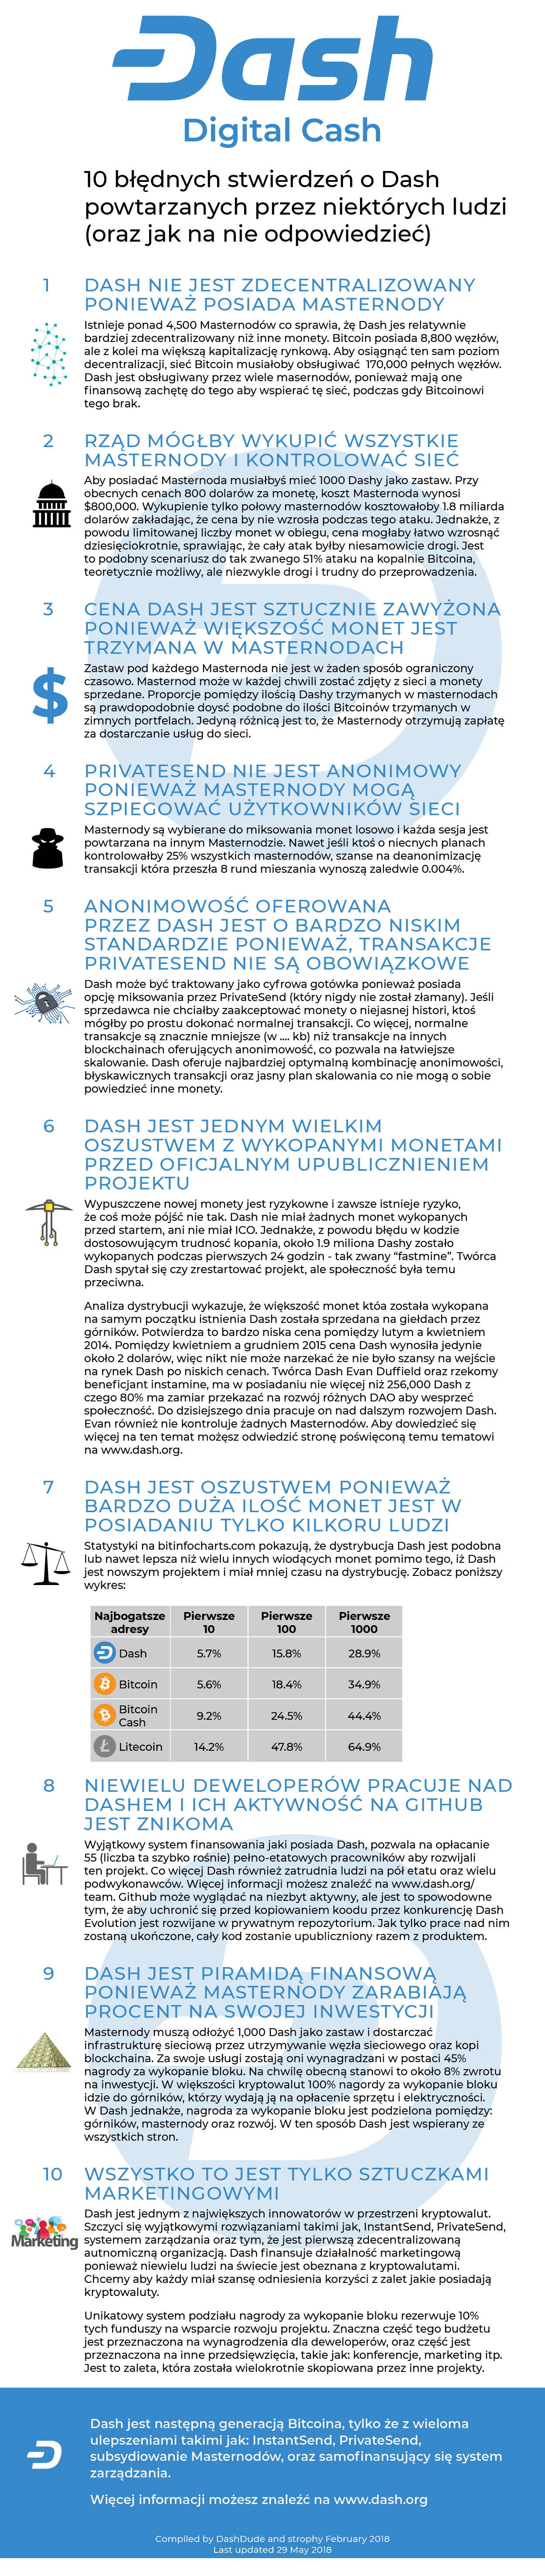 Dash
Digital Cash
10 błędnych stwierdzeń o Dash
powtarzanych przez niektórych ludzi
(oraz jak na nie odpowiedzieć)
1
DASH NIE JEST ZDECENTRALIZOWANY
PONIEWAŻ POSIADA MASTERNODY
Istnieje ponad 4,500 Masternodów co sprawia, żę Dash jes relatywnie
bardziej zdecentralizowany niż inne monety. Bitcoin posiada 8,800 węzłów,
ale z kolei ma większą kapitalizację rynkową. Aby osiągnąć ten sam poziom
decentralizacji, sieć Bitcoin musiałoby obsługiwać 170,000 pełnych węzłów.
Dash jest obsługiwany przez wiele masernodów, ponieważ mają one
finansową zachętę do tego aby wspierać tę sieć, podczas gdy Bitcoinowi
tego brak.
2
RZĄD MÓGŁBY WYKUPIĆ WSZYSTKIE
MASTERNODY I KONTROLOWAĆ SIEĆ
Aby posiadać Masternoda musiałbyś mieć 1000 Dashy jako zastaw. Przy
obecnych cenach 800 dolarów za monetę, koszt Masternoda wynosi
$800,000. Wykupienie tylko połowy masternodów kosztowałoby 1.8 miliarda
dolarów zakładając, że cena by nie wzrosła podczas tego ataku. Jednakże, z
powodu limitowanej liczby monet w obiegu, cena mogłaby łatwo wzrosnąć
dziesięciokrotnie, sprawiając, że cały atak byłby niesamowicie drogi. Jest
to podobny scenariusz do tak zwanego 51% ataku na kopalnie Bitcoina,
teoretycznie możliwy, ale niezwykle drogi i trudny do przeprowadzenia.
3
CENA DASH JEST SZTUCZNIE ZAWYŻONA
PONIEWAŻ WIĘKSZOŚĆ MONET JEST
TRZYMANA W MASTERNODACH
Zastaw pod każdego Masternoda nie jest w żaden sposób ograniczony
czasowo. Masternod może w każdej chwili zostać zdjęty z sieci a monety
sprzedane. Proporcje pomiędzy ilością Dashy trzymanych w masternodach
są prawdopodobnie doysć podobne do ilości Bitcoinów trzymanych w
zimnych portfelach. Jedyną różnicą jest to, że Masternody otrzymują zapłatę
za dostarczanie usług do sieci.
4
PRIVATESEND NIE JEST ANONIMOWY
PONIEWAŻ MASTERNODY MOGĄ
SZPIEGOWAĆ UŻYTKOWNIKÓW SIECI
Masternody są wybierane do miksowania monet losowo i każda sesja jest
powtarzana na innym Masternodzie. Nawet jeśli ktoś o niecnych planach
kontrolowałby 25% wszystkich masternodów, szanse na deanonimizację
transakcji która przeszła 8 rund mieszania wynoszą zaledwie 0.004%.
5
ANONIMOWOŚĆ OFEROWANA
PRZEZ DASH JEST O BARDZO NISKIM
STANDARDZIE PONIEWAŻ, TRANSAKCJE
PRIVATESEND NIE SĄ OBOWIĄZKOWE
Dash może być traktowany jako cyfrowa gotówka ponieważ posiada
opcję miksowania przez PrivateSend (który nigdy nie został złamany). Jeśli
sprzedawca nie chciałby zaakceptować monety o niejasnej histori, ktoś
mógłby po prostu dokonać normalnej transakcji. Co więcej, normalne
transakcje są znacznie mniejsze (w .... kb) niż transakcje na innych
blockchainach oferujących anonimowość, co pozwala na łatwiejsze
skalowanie. Dash oferuje najbardziej optymalną kombinację anonimowości,
błyskawicznych transakcji oraz jasny plan skalowania co nie mogą o sobie
powiedzieć inne monety.
6
DASH JEST JEDNYM WIELKIM
OSZUSTWEM Z WYKOPANYMI MONETAMI
PRZED OFICJALNYM UPUBLICZNIENIEM
PROJEKTU
Wypuszczone nowej monety jest ryzykowne i zawsze istnieje ryzyko,
że coś może pójść nie tak. Dash nie miał żadnych monet wykopanych
przed startem, ani nie miał ICO. Jednakże, z powodu błędu w kodzie
dostosowującym trudność kopania, około 1.9 miliona Dashy zostało
wykopanych podczas pierwszych 24 godzin - tak zwany “fastmine”. Twórca
Dash spytał się czy zrestartować projekt, ale społeczność była temu
przeciwna.
Analiza dystrybucji wykazuje, że większość monet któa została wykopana
na samym początku istnienia Dash została sprzedana na giełdach przez
górników. Potwierdza to bardzo niska cena pomiędzy lutym a kwietniem
2014. Pomiędzy kwietniem a grudniem 2015 cena Dash wynosiła jedynie
około 2 dolarów, więc nikt nie może narzekać że nie było szansy na wejście
na rynek Dash po niskich cenach. Twórca Dash Evan Duffield oraz rzekomy
beneficjant instamine, ma w posiadaniu nie więcej niż 256,000 Dash z
czego 80% ma zamiar przekazać na rozwój różnych DAO aby wesprzeć
społeczność. Do dzisiejszego dnia pracuje on nad dalszym rozwojem Dash.
Evan również nie kontroluje żadnych Masternodów. Aby dowiedzieć się
więcej na ten temat możęsz odwiedzić stronę poświęconą temu tematowi
na www.dash.org.
7
DASH JEST OSZUSTWEM PONIEWAŻ
BARDZO DUŻA ILOŚĆ MONET JEST W
POSIADANIU TYLKO KILKORU LUDZI
Statystyki na bitinfocharts.com pokazują, że dystrybucja Dash jest podobna
lub nawet lepsza niż wielu innych wiodących monet pomimo tego, iż Dash
jest nowszym projektem i miał mniej czasu na dystrybucję. Zobacz poniższy
wykres:
Najbogatsze adresy Pierwsze 10 Pierwsze 100 Pierwsze 1000
Dash 5.7% 15.8% 28.9%
Bitcoin 5.6% 18.4% 34.9%
Bitcoin Cash 9.2% 24.5% 44.4%
Litecoin 14.2% 47.8% 64.9%
8
NIEWIELU DEWELOPERÓW PRACUJE NAD
DASHEM I ICH AKTYWNOŚĆ NA GITHUB
JEST ZNIKOMA
Wyjątkowy system finansowania jaki posiada Dash, pozwala na opłacanie
55 (liczba ta szybko rośnie) pełno-etatowych pracowników aby rozwijali
ten projekt. Co więcej Dash również zatrudnia ludzi na pół etatu oraz wielu
podwykonawców. Więcej informacji możesz znaleźć na www.dash.org/
team. Github może wyglądać na niezbyt aktywny, ale jest to spowodowne
tym, że aby uchronić się przed kopiowaniem koodu przez konkurencję Dash
Evolution jest rozwijane w prywatnym repozytorium. Jak tylko prace nad nim
zostaną ukończone, cały kod zostanie upubliczniony razem z produktem.
9
DASH JEST PIRAMIDĄ FINANSOWĄ
PONIEWAŻ MASTERNODY ZARABIAJĄ
PROCENT NA SWOJEJ INWESTYCJI
Masternody muszą odłożyć 1,000 Dash jako zastaw i dostarczać
infrastrukturę sieciową przez utrzymywanie węzła sieciowego oraz kopi
blockchaina. Za swoje usługi zostają oni wynagradzani w postaci 45%
nagrody za wykopanie bloku. Na chwilę obecną stanowi to około 8% zwrotu
na inwestycji. W większości kryptowalut 100% nagrody za wykopanie bloku
idzie do górników, którzy wydają ją na opłacenie sprzętu i elektryczności.
W Dash jednakże, nagroda za wykopanie bloku jest podzielona pomiędzy:
górników, masternody oraz rozwój. W ten sposób Dash jest wspierany ze
wszystkich stron.
10
WSZYSTKO TO JEST TYLKO SZTUCZKAMI
MARKETINGOWYMI
Marketing
Dash jest jednym z największych innowatorów w przestrzeni kryptowalut.
Szczyci się wyjątkowymi rozwiązaniami takimi jak, InstantSend, PrivateSend,
systemem zarządzania oraz tym, że jest pierwszą zdecentralizowaną
autnomiczną organizacją. Dash finansuje działalność marketingową
ponieważ niewielu ludzi na świecie jest obeznana z kryptowalutami.
Chcemy aby każdy miał szansę odniesienia korzyści z zalet jakie posiadają
kryptowaluty.
Unikatowy system podziału nagrody za wykopanie bloku rezerwuje 10%
tych funduszy na wsparcie rozwoju projektu. Znaczna część tego budżetu
jest przeznaczona na wynagrodzenia dla deweloperów, oraz część jest
przeznaczona na inne przedsięwzięcia, takie jak: konferencje, marketing itp.
Jest to zaleta, która została wielokrotnie skopiowana przez inne projekty.
Dash jest następną generacją Bitcoina, tylko że z wieloma
ulepszeniami takimi jak: InstantSend, PrivateSend,
subsydiowanie Masternodów, oraz samofinansujący się system
zarządzania.
Więcej informacji możesz znaleźć na www.dash.org
Compiled by DashDude and strophy February 2018
Last updated 29 May 2018